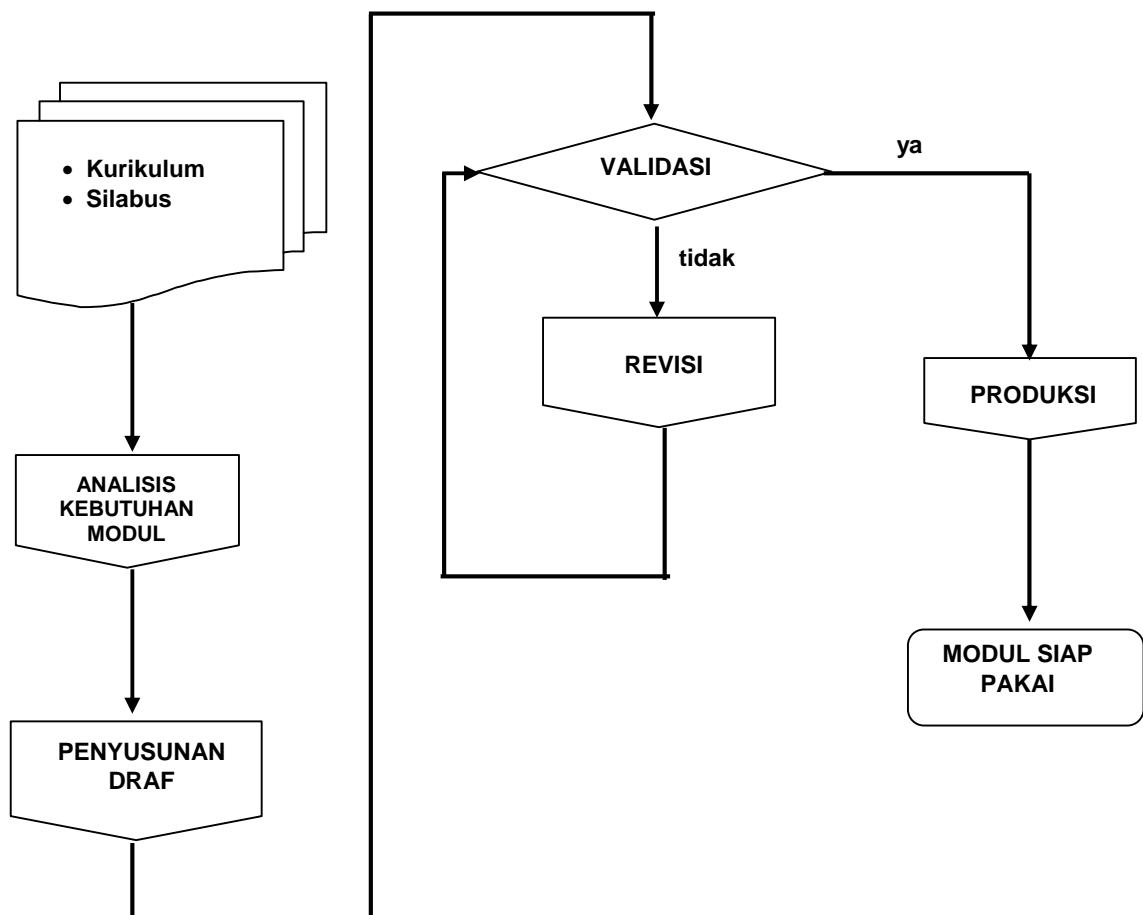 • Kurikulum
• Silabus
ANALISIS
KEBUTUHAN
MODUL
PENYUSUNAN
DRAF
VALIDASI
ya
tidak
REVISI
PRODUKSI
MODUL SIAP
PAKAI